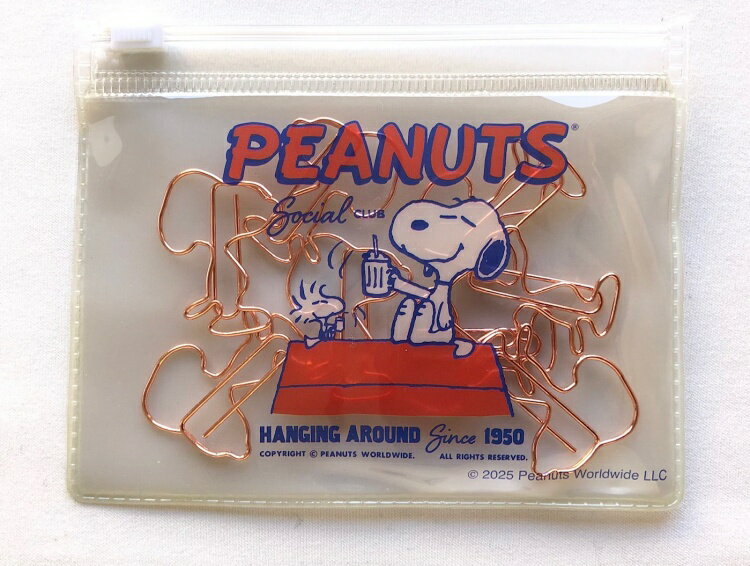 PEANUTS®
Social CLUB
HANGING AROUND Since 1950
COPYRIGHT © PEANUTS WORLDWIDE. ALL RIGHTS RESERVED.
© 2025 Peanuts Worldwide LLC